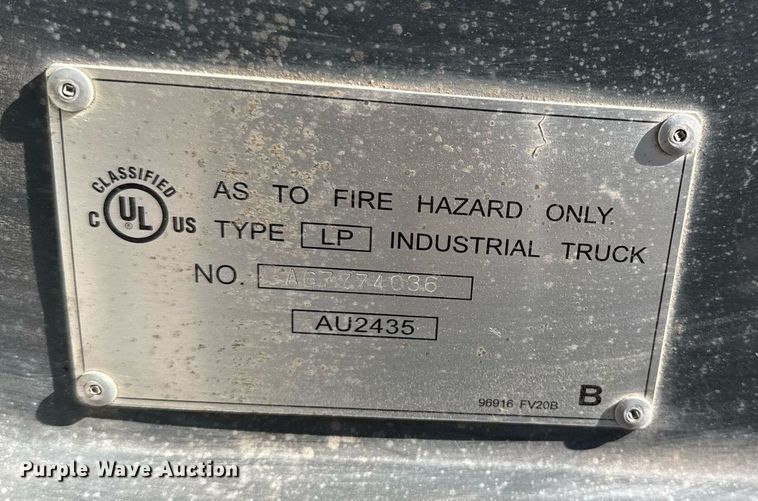 CLASSIFIED
C UL ® US
AS TO FIRE HAZARD ONLY.
TYPE LP INDUSTRIAL TRUCK
NO.
AU2435
96916 FV20B B
Purple Wave Auction